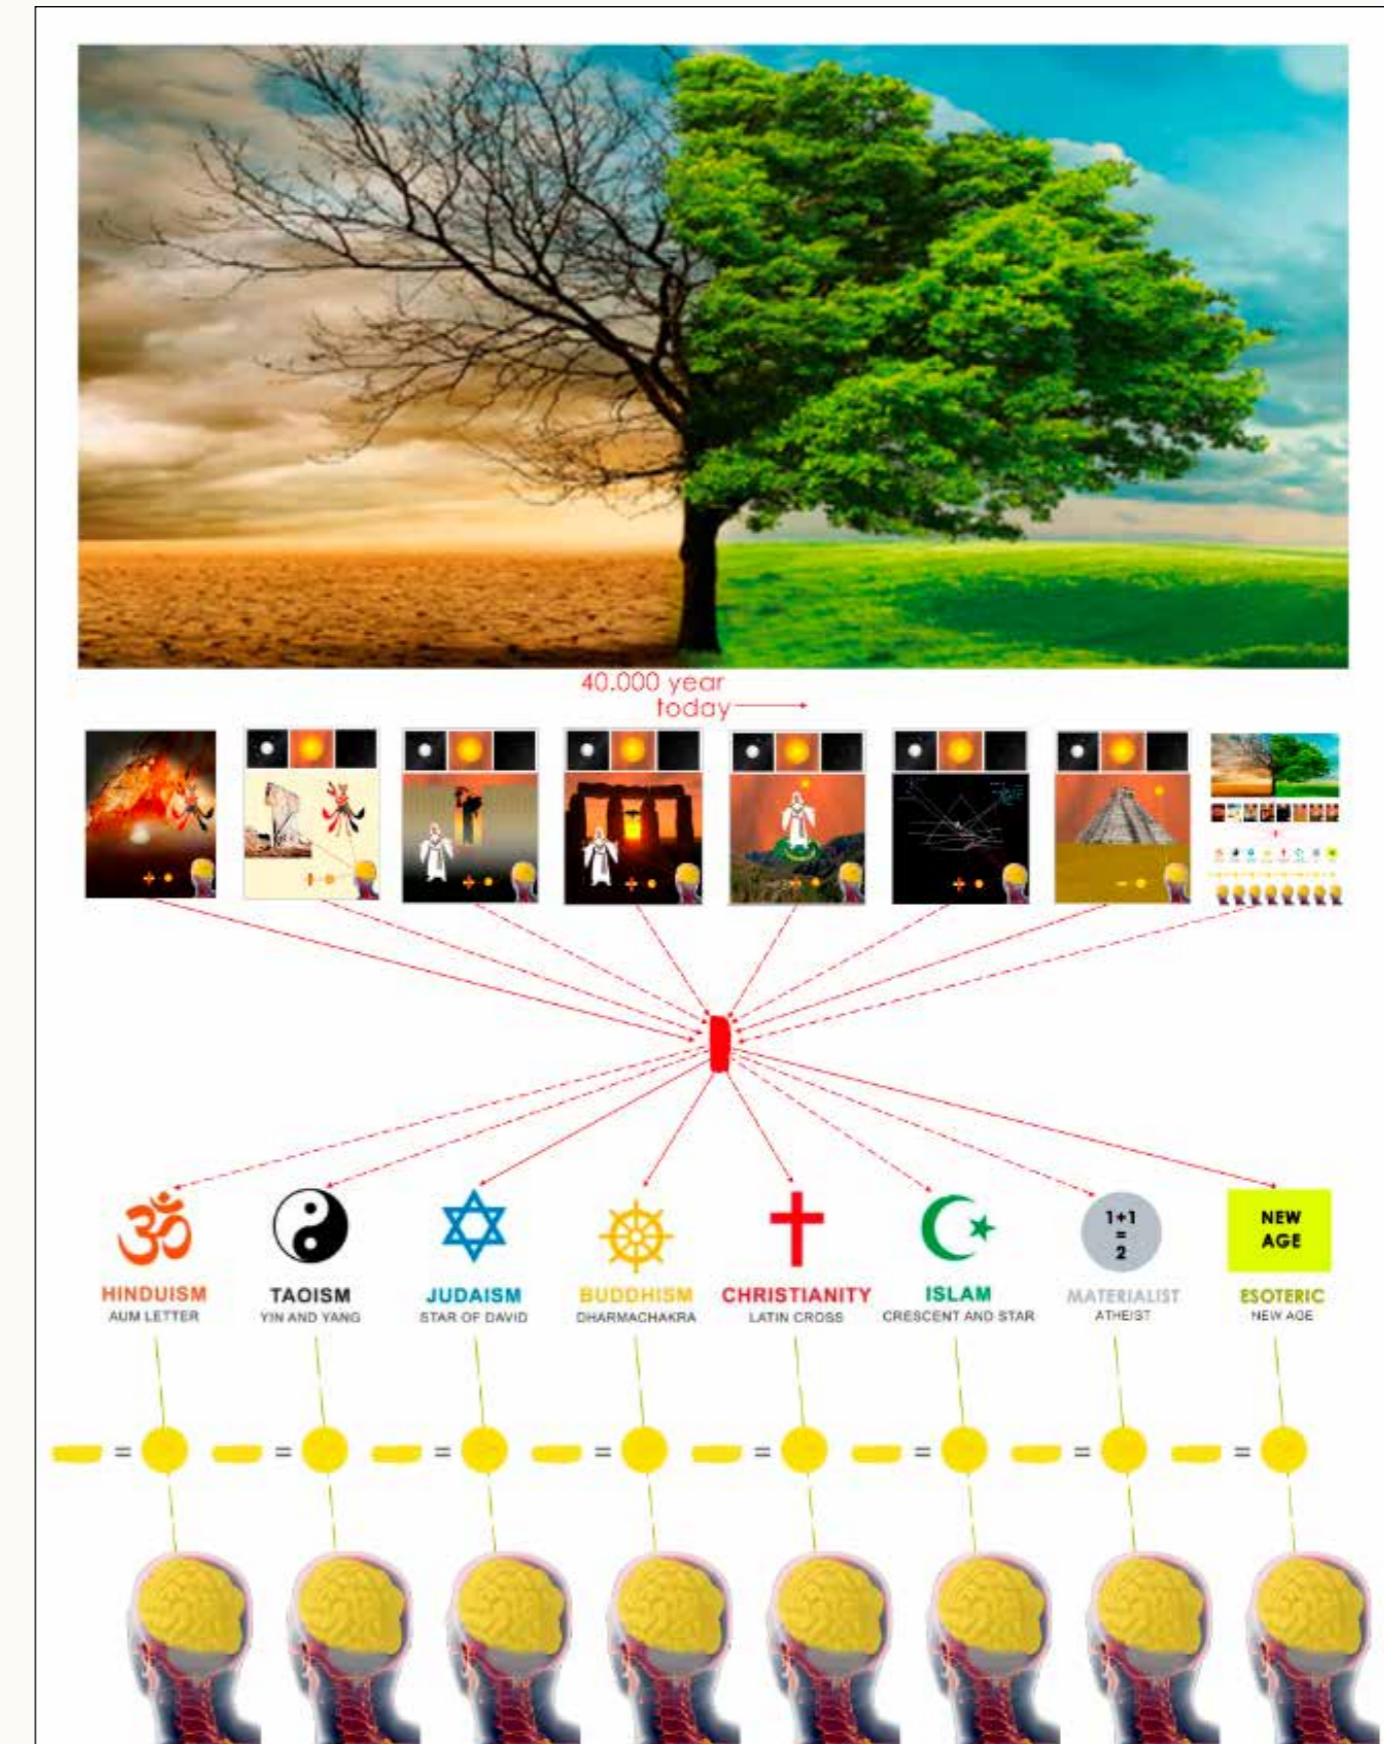 40.000 year
today
NEW
AGE
1+1
=
2
HINDUISM TAOISM JUDAISM BUDDHISM CHRISTIANITY ISLAM MATERIALIST ESOTERIC
AUM LETTER YIN AND YANG STAR OF DAVID DHARMACHAKRA LATIN CROSS CRESCENT AND STAR ATHEIST NEW AGE
= = = = = = = =